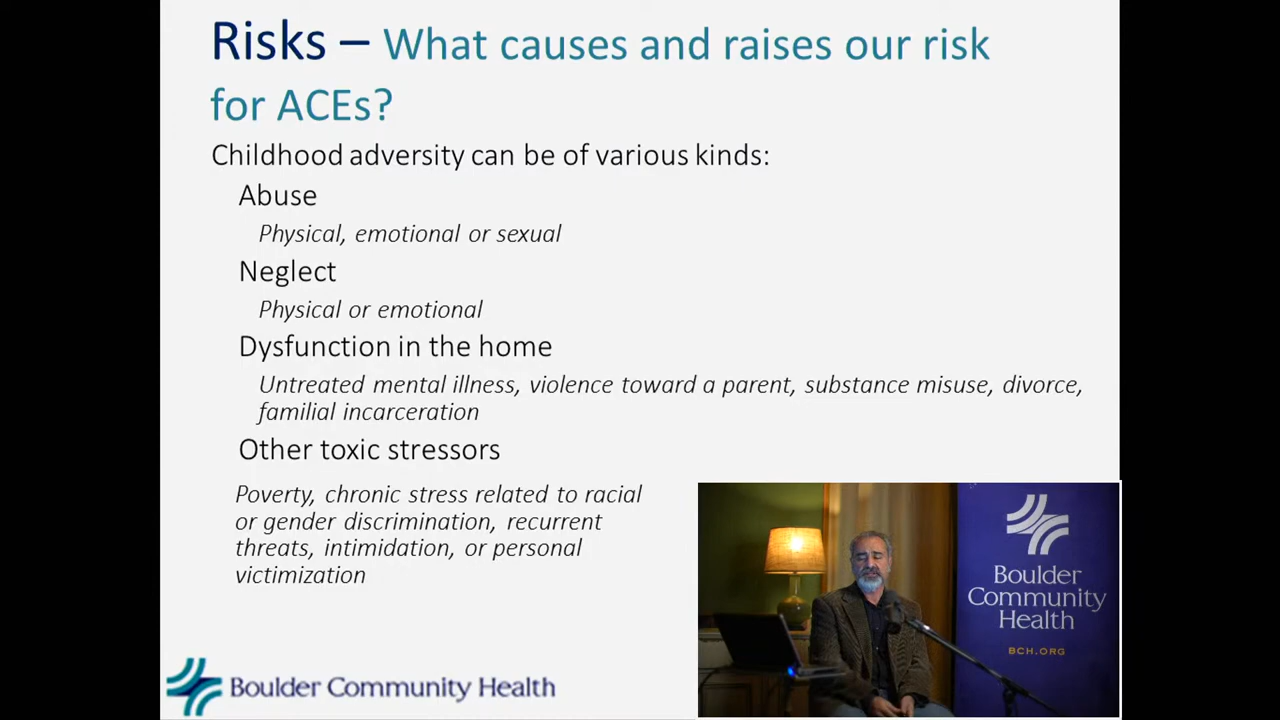 Risks – What causes and raises our risk
for ACEs?
Childhood adversity can be of various kinds:
Abuse
Physical, emotional or sexual
Neglect
Physical or emotional
Dysfunction in the home
Untreated mental illness, violence toward a parent, substance misuse, divorce,
familial incarceration
Other toxic stressors
Poverty, chronic stress related to racial
or gender discrimination, recurrent
threats, intimidation, or personal
victimization
Boulder
Community
Health
BCH.ORG
Boulder Community Health